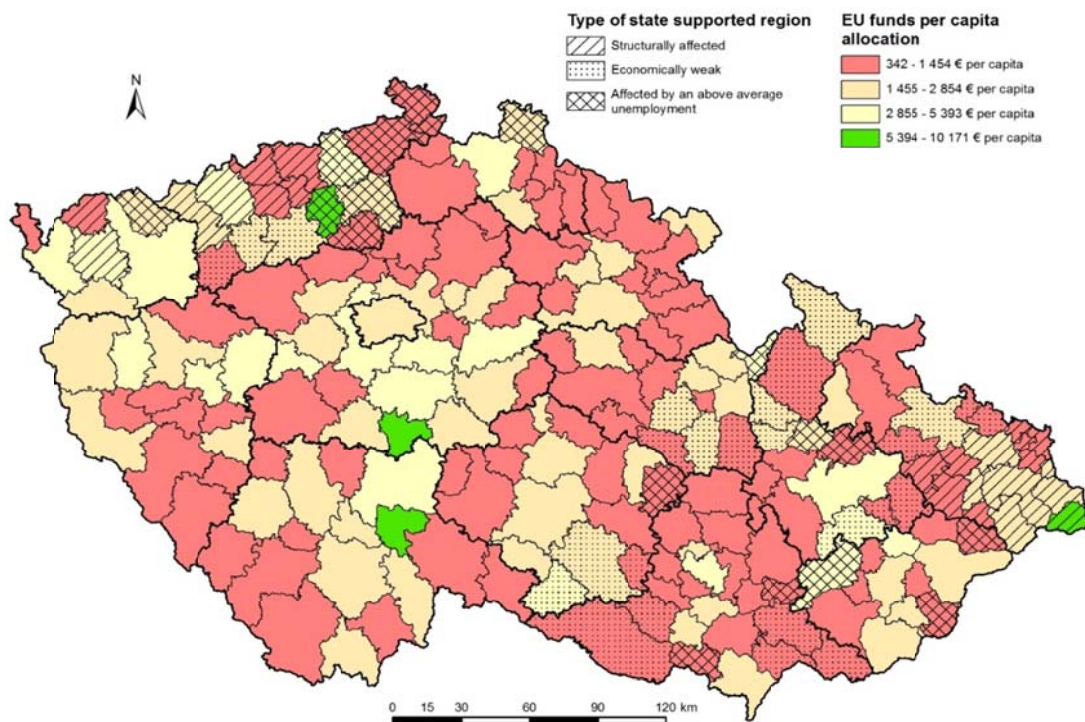 Type of state supported region
Structurally affected
Economically weak
Affected by an above average
unemployment
EU funds per capita
allocation
342 - 1 454 € per capita
1 455 - 2 854 € per capita
2 855 - 5 393 € per capita
5 394 - 10 171 € per capita
N
0 15 30 60 90 120 km